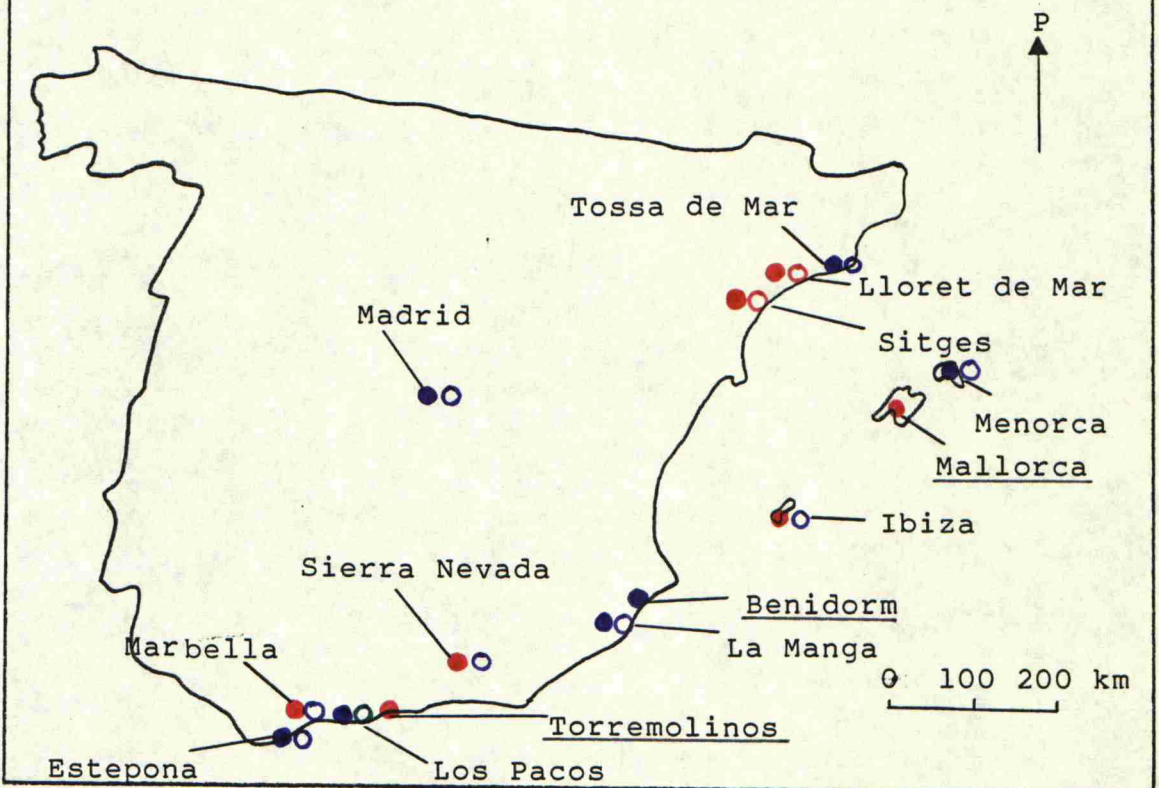 P
Tossa de Mar
Lloret de Mar
Madrid
Sitges
Menorca
Mallorca
Ibiza
Sierra Nevada
Benidorm
Marbella
La Manga
0 100 200 km
Torremolinos
Estepona
Los Pacos